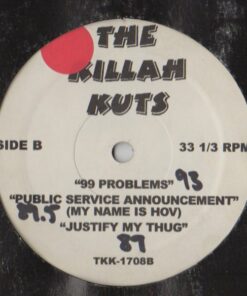 THE
KILLAH
KUTS
SIDE B 33 1/3 RPM
"99 PROBLEMS" 93
"PUBLIC SERVICE ANNOUNCEMENT"
89.5 (MY NAME IS HOV)
"JUSTIFY MY THUG"
89
TKK-1708B